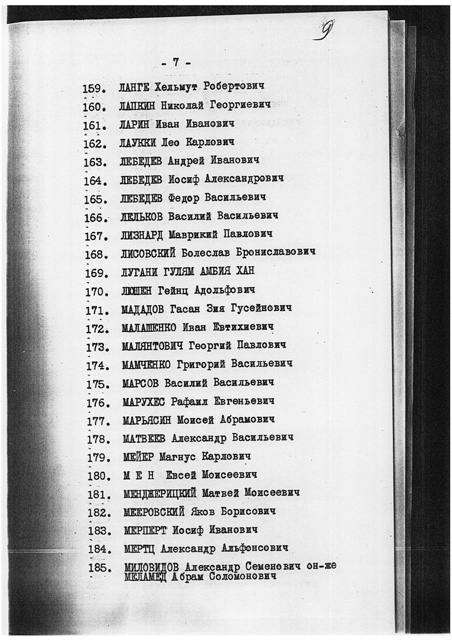 9
- 7 -
159. ЛАНГЕ Хельмут Робертович
160. ЛАПКИН Николай Георгиевич
161. ЛАРИН Иван Иванович
162. ЛАУККИ Лео Карлович
163. ЛЕБЕДЕВ Андрей Иванович
164. ЛЕБЕДЕВ Иосиф Александрович
165. ЛЕБЕДЕВ Федор Васильевич
166. ЛЕЛЬКОВ Василий Васильевич
167. ЛИЗНАРД Маврикий Павлович
168. ЛИСОВСКИЙ Болеслав Брониславович
169. ЛУГАНИ ГУЛЯМ АМБИЯ ХАН
170. ЛЮШЕН Гейнц Адольфович
171. МАДАДОВ Гасан Зия Гусейнович
172. МАЛАШЕНКО Иван Евтихиевич
173. МАЛЯНТОВИЧ Георгий Павлович
174. МАМЧЕНКО Григорий Васильевич
175. МАРСОВ Василий Васильевич
176. МАРУХЕС Рафаил Евгеньевич
177. МАРЬЯСИН Моисей Абрамович
178. МАТВЕЕВ Александр Васильевич
179. МЕЙЕР Магнус Карлович
180. М Е Н Евсей Моисеевич
181. МЕНДЖЕРИЦКИЙ Матвей Моисеевич
182. МЕЕРОВСКИЙ Яков Борисович
183. МЕРПЕРТ Иосиф Иванович
184. МЕРТЦ Александр Альфонсович
185. МИЛОВИДОВ Александр Семенович он-же
МЕЛАМЕД Абрам Соломонович